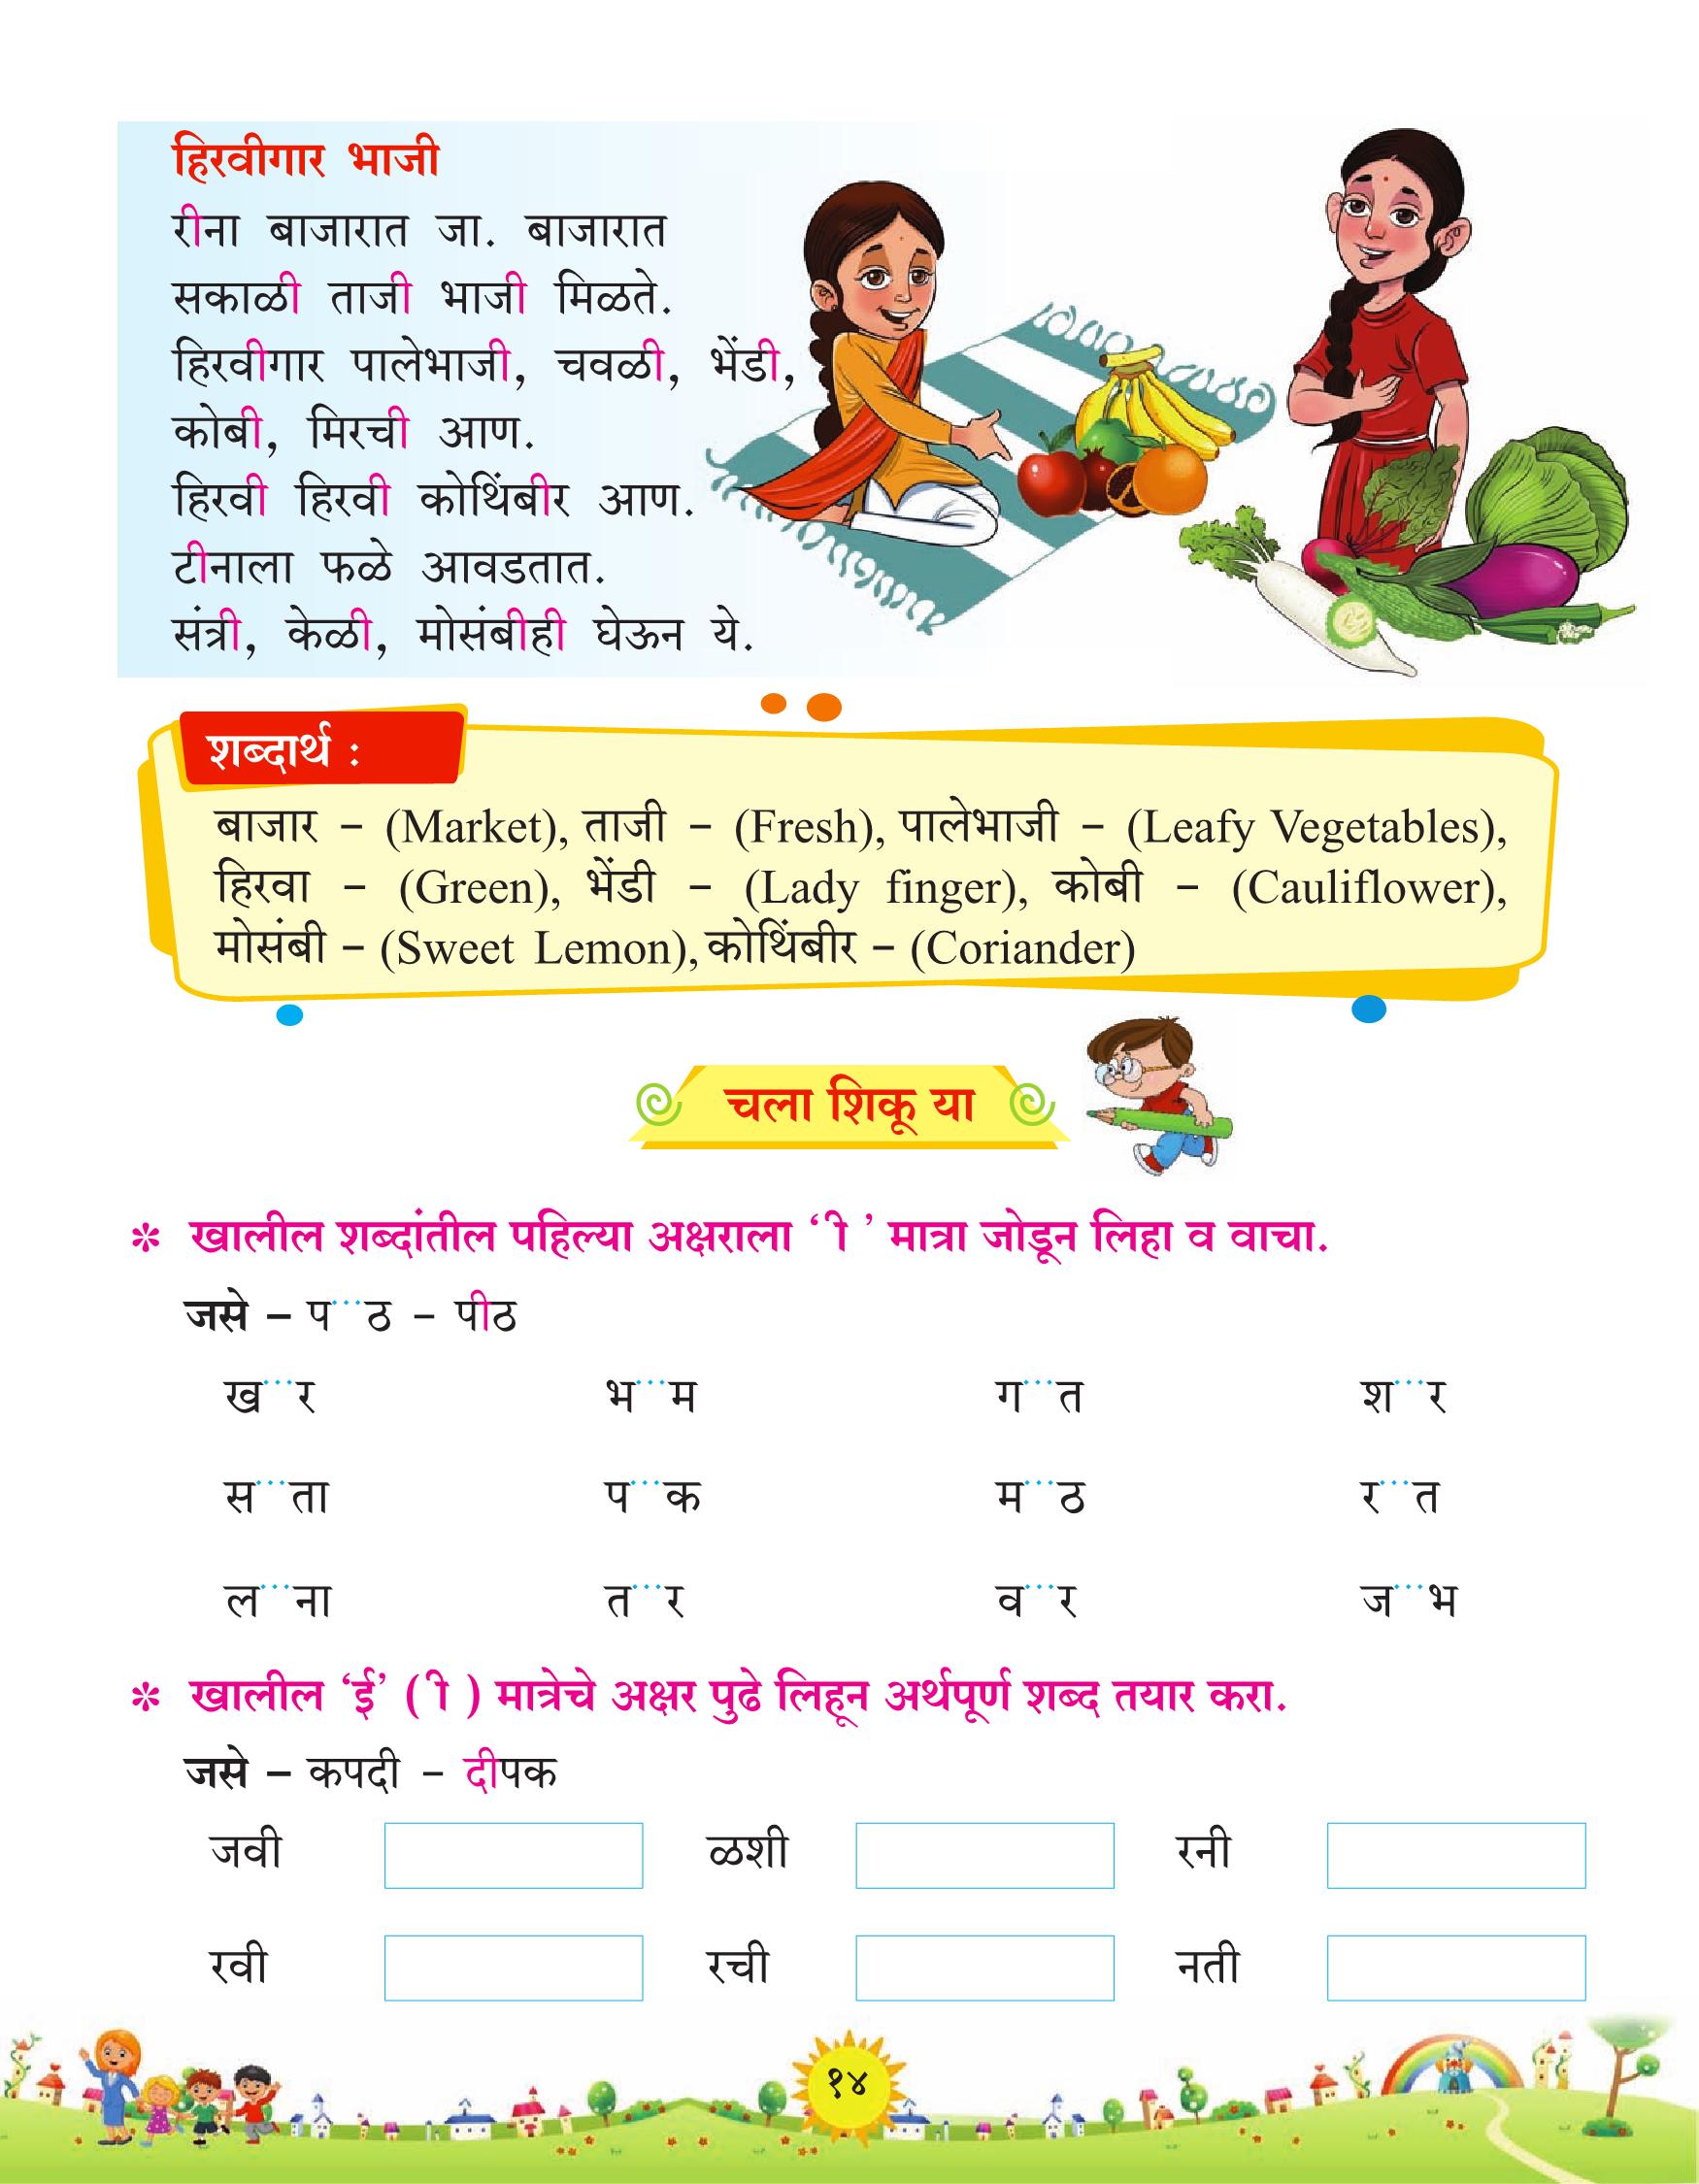 हिरवीगार भाजी
रीना बाजारात जा. बाजारात
सकाळी ताजी भाजी मिळते.
हिरवीगार पालेभाजी, चवळी, भेंडी,
कोबी, मिरची आण.
हिरवी हिरवी कोथिंबीर आण.
टीनाला फळे आवडतात.
संत्री, केळी, मोसंबीही घेऊन ये.
शब्दार्थ :
बाजार – (Market), ताजी – (Fresh), पालेभाजी – (Leafy Vegetables),
हिरवा – (Green), भेंडी – (Lady finger), कोबी – (Cauliflower),
मोसंबी – (Sweet Lemon), कोथिंबीर – (Coriander)
चला शिकू या
* खालील शब्दांतील पहिल्या अक्षराला ‘ ी ’ मात्रा जोडून लिहा व वाचा.
जसे – प...ठ – पीठ
ख...र भ...म ग...त श...र
स...ता प...क म...ठ र...त
ल...ना त...र व...र ज...भ
* खालील ‘ई’ ( ी ) मात्रेचे अक्षर पुढे लिहून अर्थपूर्ण शब्द तयार करा.
जसे – कपदी – दीपक
जवी ळशी रनी
रवी रची नती
१४